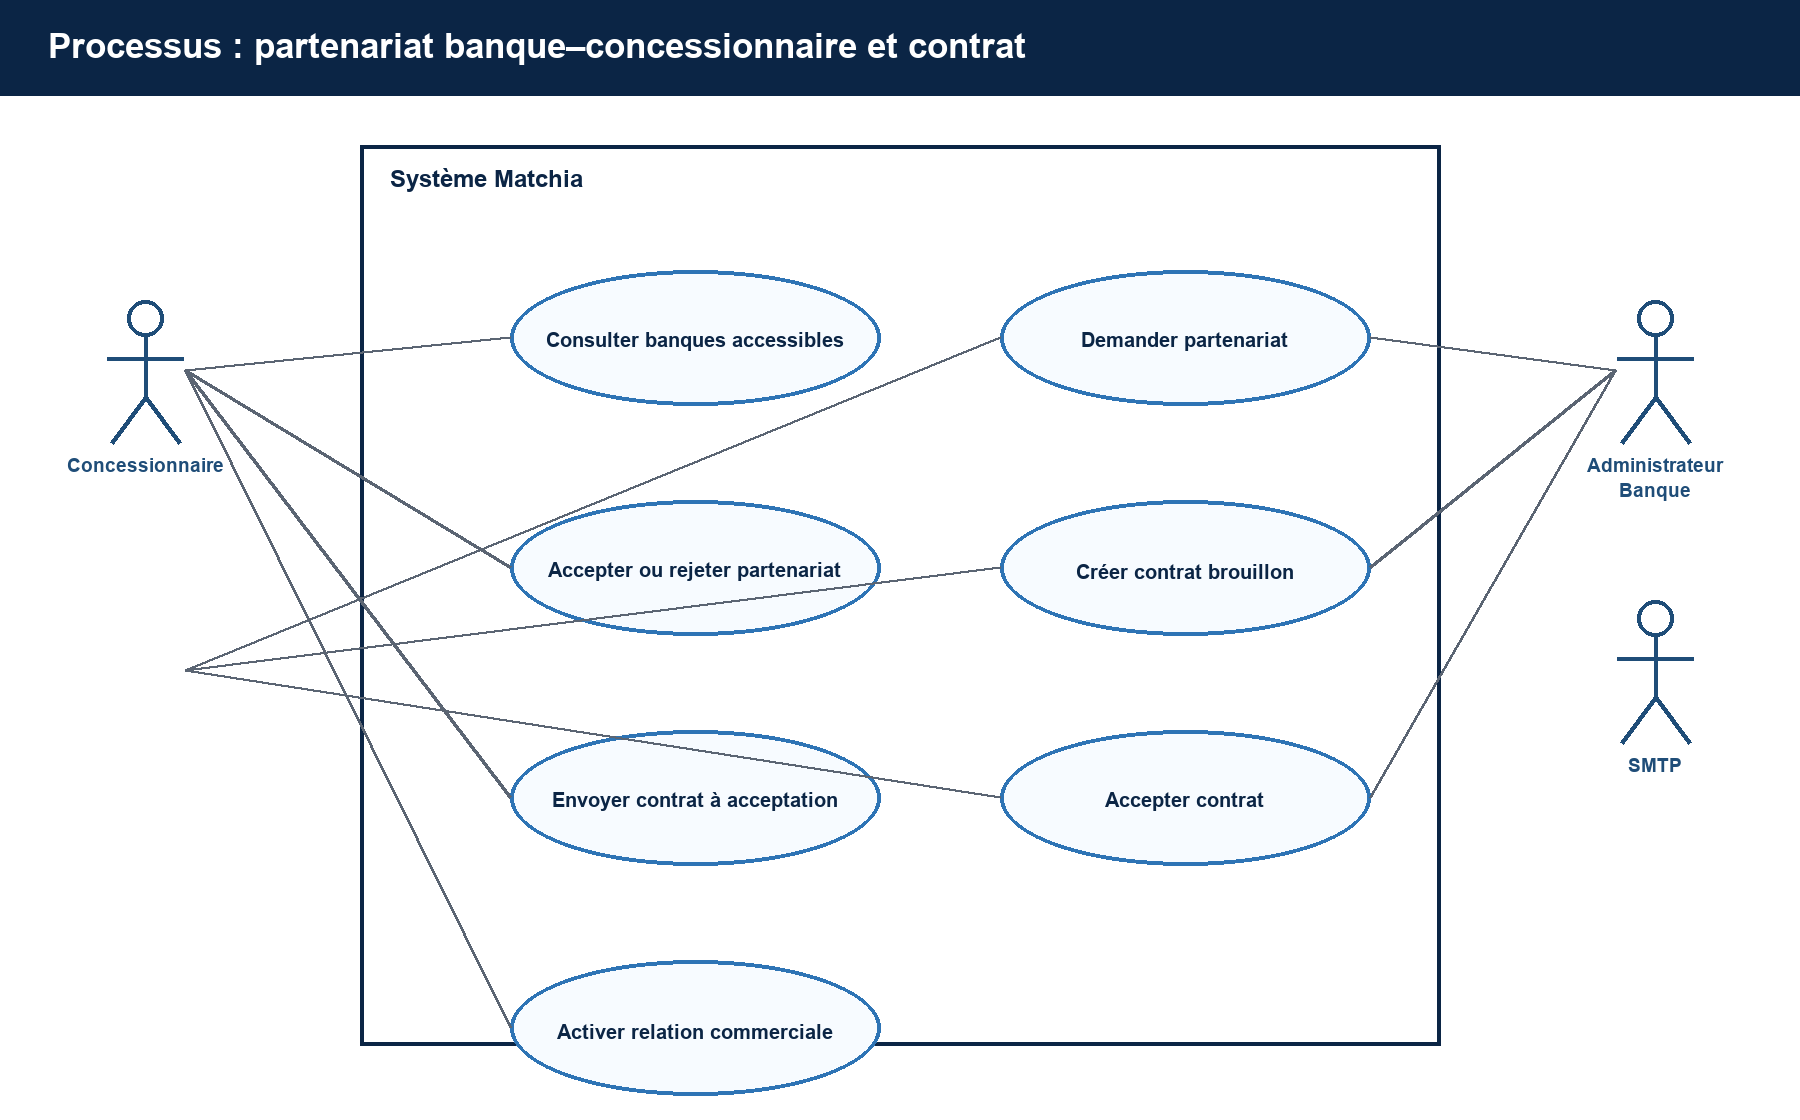 Processus : partenariat banque–concessionnaire et contrat
Système Matchia
Consulter banques accessibles
Demander partenariat
Concessionnaire
Administrateur
Banque
Accepter ou rejeter partenariat
Créer contrat brouillon
SMTP
Envoyer contrat à acceptation
Accepter contrat
Activer relation commerciale